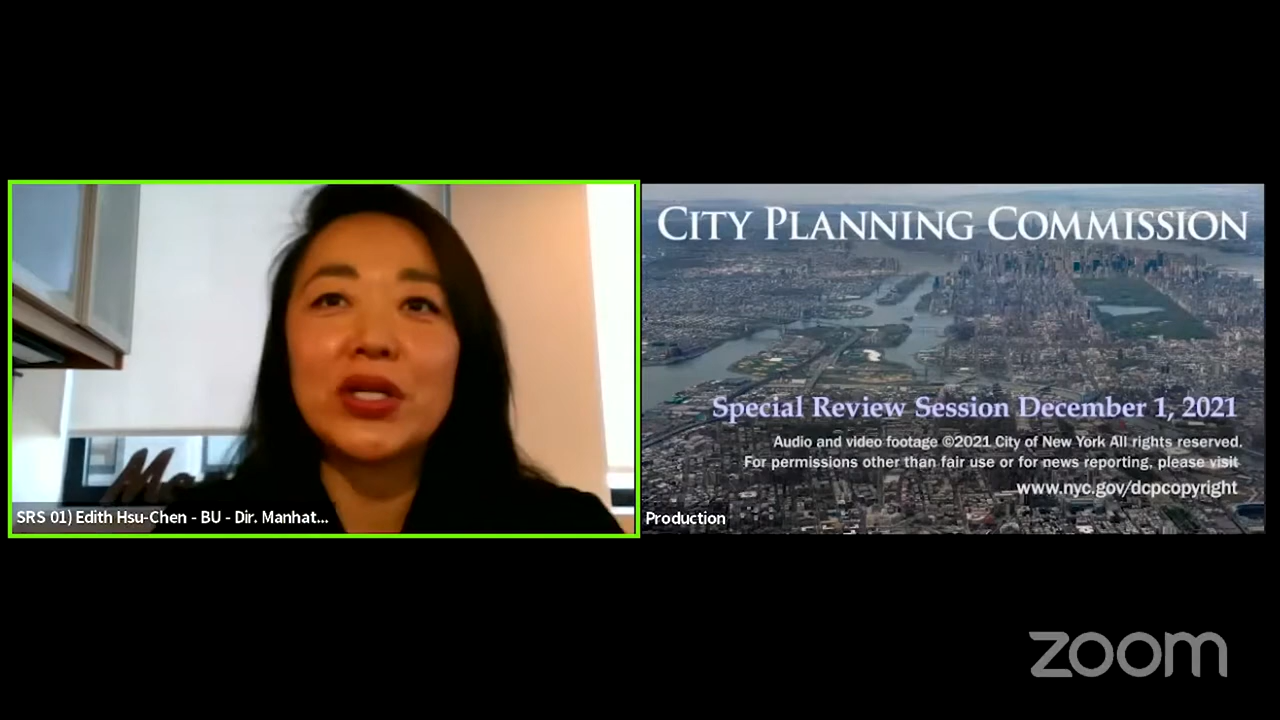 CITY PLANNING COMMISSION
Special Review Session December 1, 2021
Audio and video footage ©2021 City of New York All rights reserved.
For permissions other than fair use or for news reporting, please visit
www.nyc.gov/dcpcopyright
SRS 01) Edith Hsu-Chen - BU - Dir. Manhat...
Production
zoom